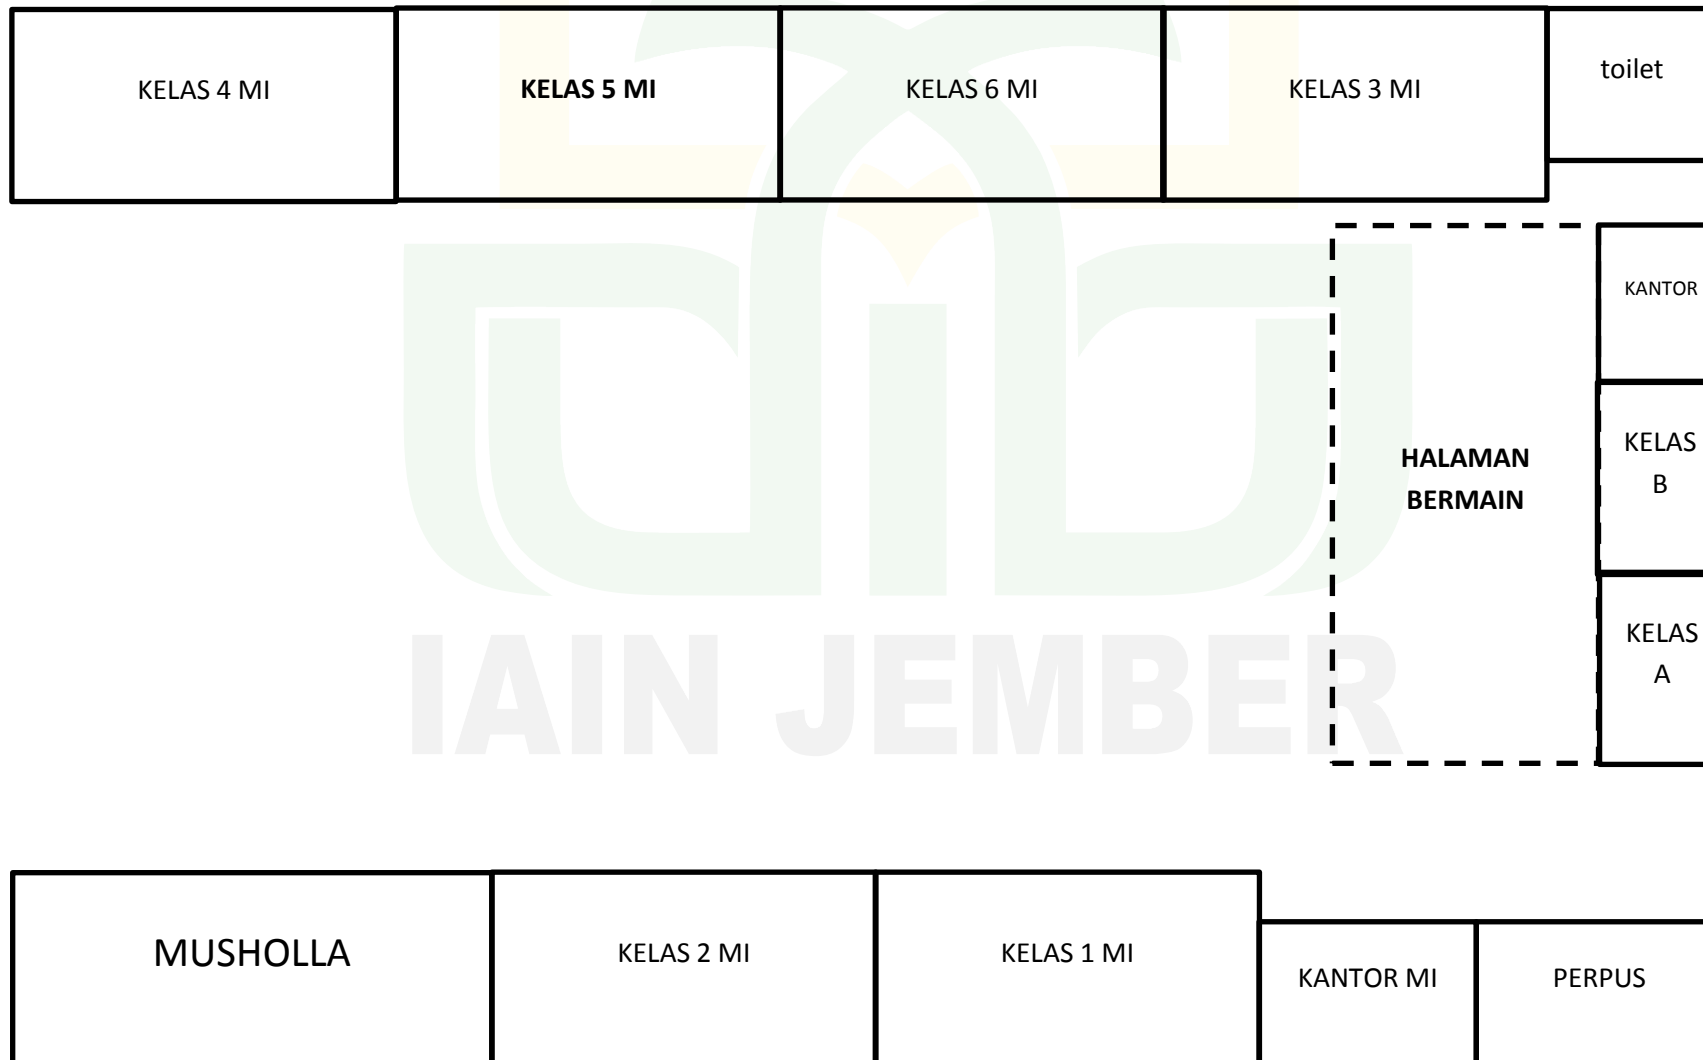 KELAS 4 MI
KELAS 5 MI
KELAS 6 MI
KELAS 3 MI
toilet
KANTOR
HALAMAN
BERMAIN
KELAS
B
KELAS
A
IAIN JEMBER
MUSHOLLA
KELAS 2 MI
KELAS 1 MI
KANTOR MI
PERPUS